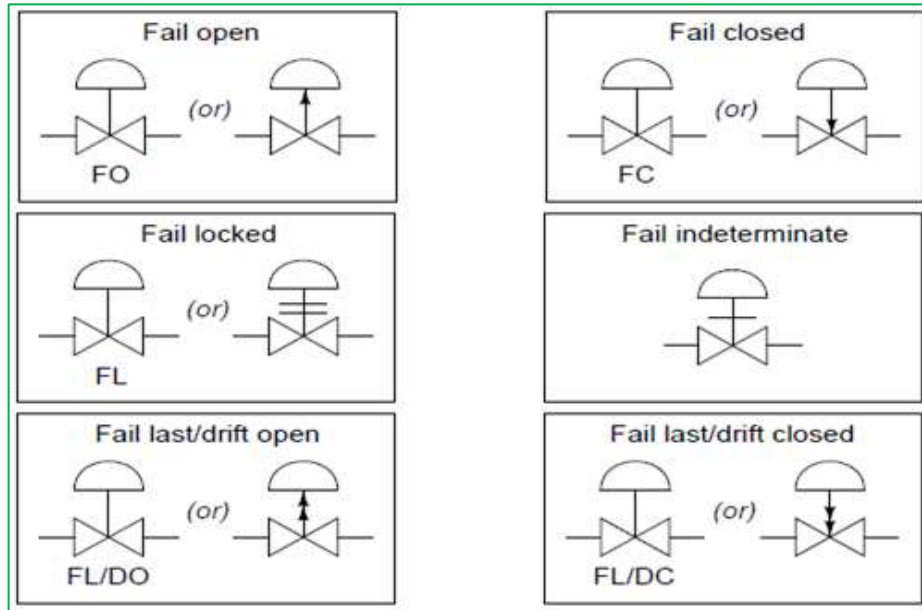 Fail open
(or)
FO
Fail closed
(or)
FC
Fail locked
(or)
FL
Fail indeterminate
Fail last/drift open
(or)
FL/DO
Fail last/drift closed
(or)
FL/DC